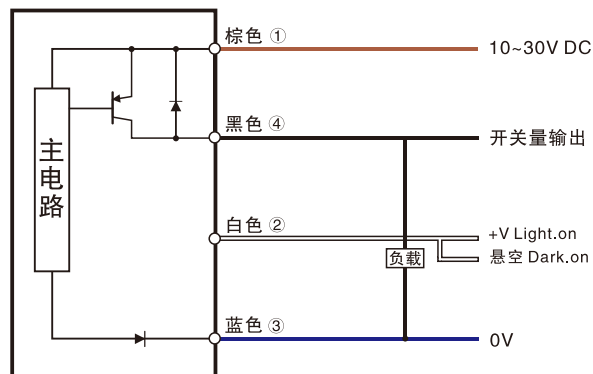 棕色 ① 10~30V DC
主电路
黑色 ④ 开关量输出
白色 ② +V Light.on
负载 悬空 Dark.on
蓝色 ③ 0V